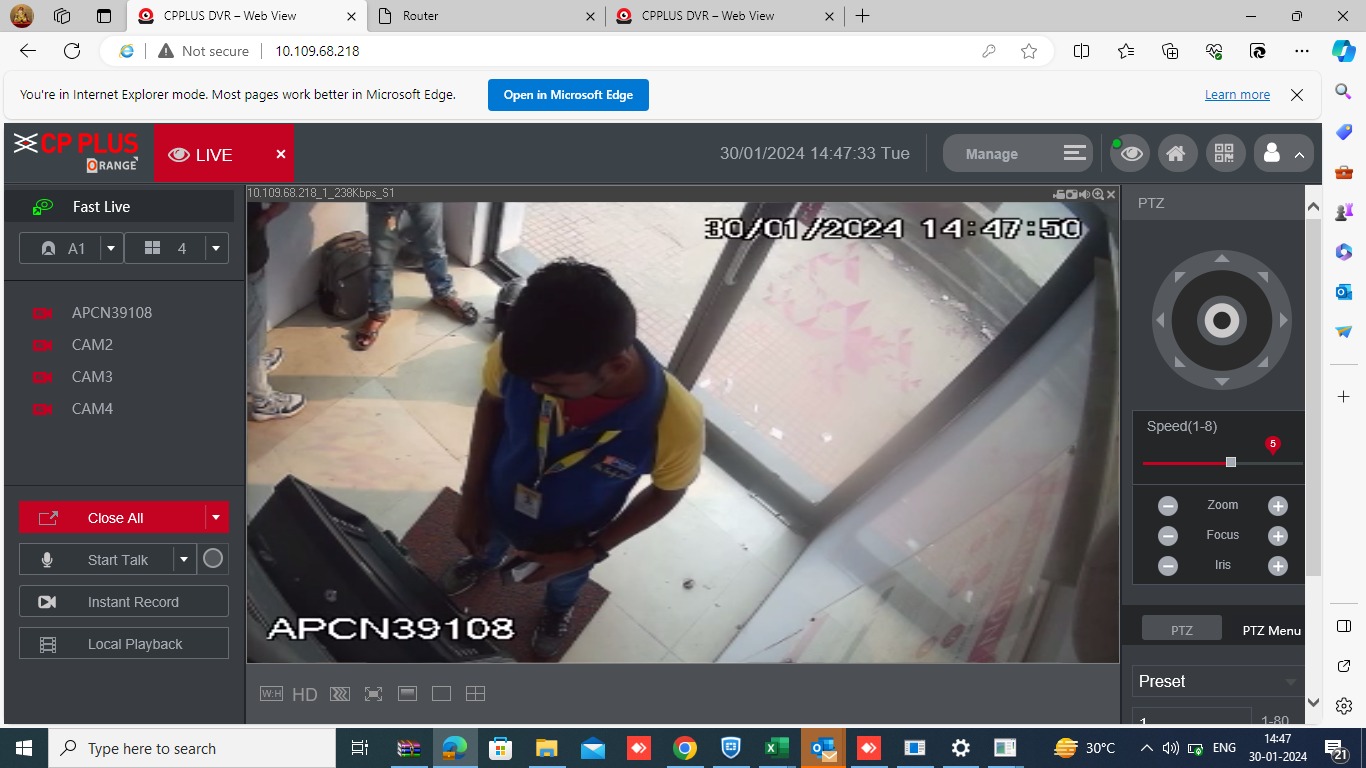 CPPLUS DVR – Web View
Router
CPPLUS DVR – Web View
Not secure
10.109.68.218
You're in Internet Explorer mode. Most pages work better in Microsoft Edge.
Open in Microsoft Edge
Learn more
CP PLUS
ORANGE
LIVE
30/01/2024 14:47:33 Tue
Manage
Fast Live
A1
4
10.109.68.218_1_238Kbps_S1
PTZ
30/01/2024 14:47:50
APCN39108
CAM2
CAM3
CAM4
Speed(1-8)
5
Close All
Zoom
Start Talk
Focus
Iris
Instant Record
APCN39108
PTZ
PTZ Menu
Local Playback
W:H
HD
Preset
1
1-80
Type here to search
30°C
ENG
14:47
30-01-2024
21